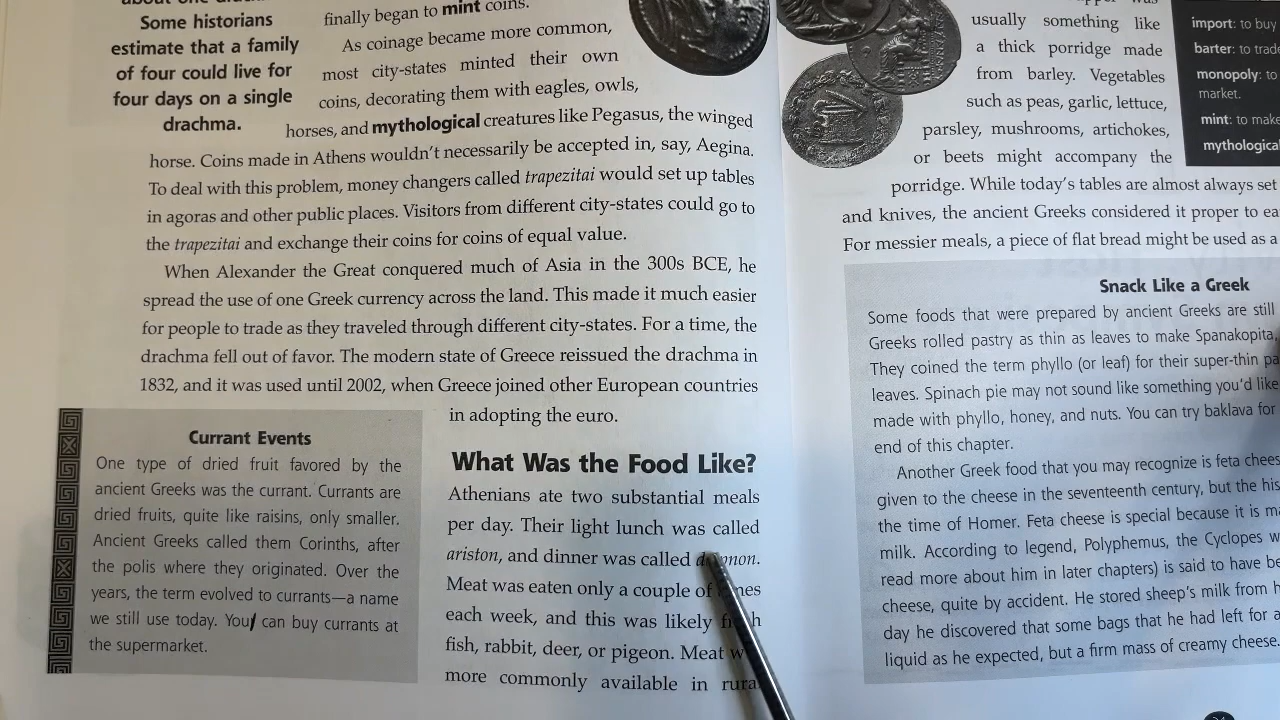 Some historians
estimate that a family
of four could live for
four days on a single
drachma.
finally began to mint coins.
As coinage became more common,
most city-states minted their own
coins, decorating them with eagles, owls,
horses, and mythological creatures like Pegasus, the winged
horse. Coins made in Athens wouldn't necessarily be accepted in, say, Aegina.
To deal with this problem, money changers called trapezitai would set up tables
in agoras and other public places. Visitors from different city-states could go to
the trapezitai and exchange their coins for coins of equal value.
When Alexander the Great conquered much of Asia in the 300s BCE, he
spread the use of one Greek currency across the land. This made it much easier
for people to trade as they traveled through different city-states. For a time, the
drachma fell out of favor. The modern state of Greece reissued the drachma in
1832, and it was used until 2002, when Greece joined other European countries
in adopting the euro.
Currant Events
One type of dried fruit favored by the
ancient Greeks was the currant. Currants are
dried fruits, quite like raisins, only smaller.
Ancient Greeks called them Corinths, after
the polis where they originated. Over the
years, the term evolved to currants—a name
we still use today. You can buy currants at
the supermarket.
What Was the Food Like?
Athenians ate two substantial meals
per day. Their light lunch was called
ariston, and dinner was called
Meat was eaten only a couple of
each week, and this was likely
fish, rabbit, deer, or pigeon. Meat
more commonly available in
usually something like
a thick porridge made
from barley. Vegetables
such as peas, garlic, lettuce,
parsley, mushrooms, artichokes,
or beets might accompany the
porridge. While today's tables are almost always set
and knives, the ancient Greeks considered it proper to
For messier meals, a piece of flat bread might be used as a
import: to buy
barter: to
monopoly: to
market.
mint: to make
mythological
Snack Like a Greek
Some foods that were prepared by ancient Greeks are still
Greeks rolled pastry as thin as leaves to make Spanakopita,
They coined the term phyllo (or leaf) for their super-thin
leaves. Spinach pie may not sound like something you'd like
made with phyllo, honey, and nuts. You can try baklava for
end of this chapter.
Another Greek food that you may recognize is feta
given to the cheese in the seventeenth century, but the
the time of Homer. Feta cheese is special because it is
milk. According to legend, Polyphemus, the Cyclopes
read more about him in later chapters) is said to have
cheese, quite by accident. He stored sheep's milk from
day he discovered that some bags that he had left for a
liquid as he expected, but a firm mass of creamy cheese.